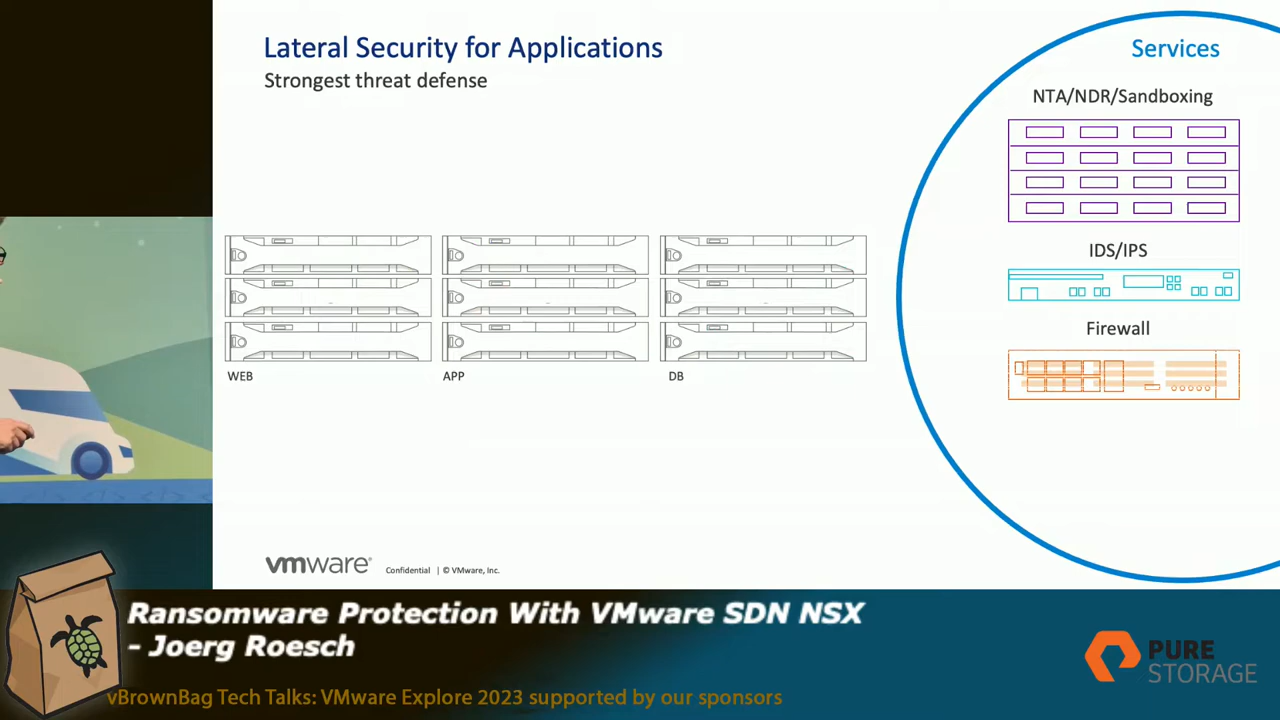 Lateral Security for Applications
Strongest threat defense
Services
NTA/NDR/Sandboxing
IDS/IPS
Firewall
WEB
APP
DB
vmware®
Confidential | © VMware, Inc.
Ransomware Protection With VMware SDN NSX
- Joerg Roesch
PURE
STORAGE
vBrownBag Tech Talks: VMware Explore 2023 supported by our sponsors